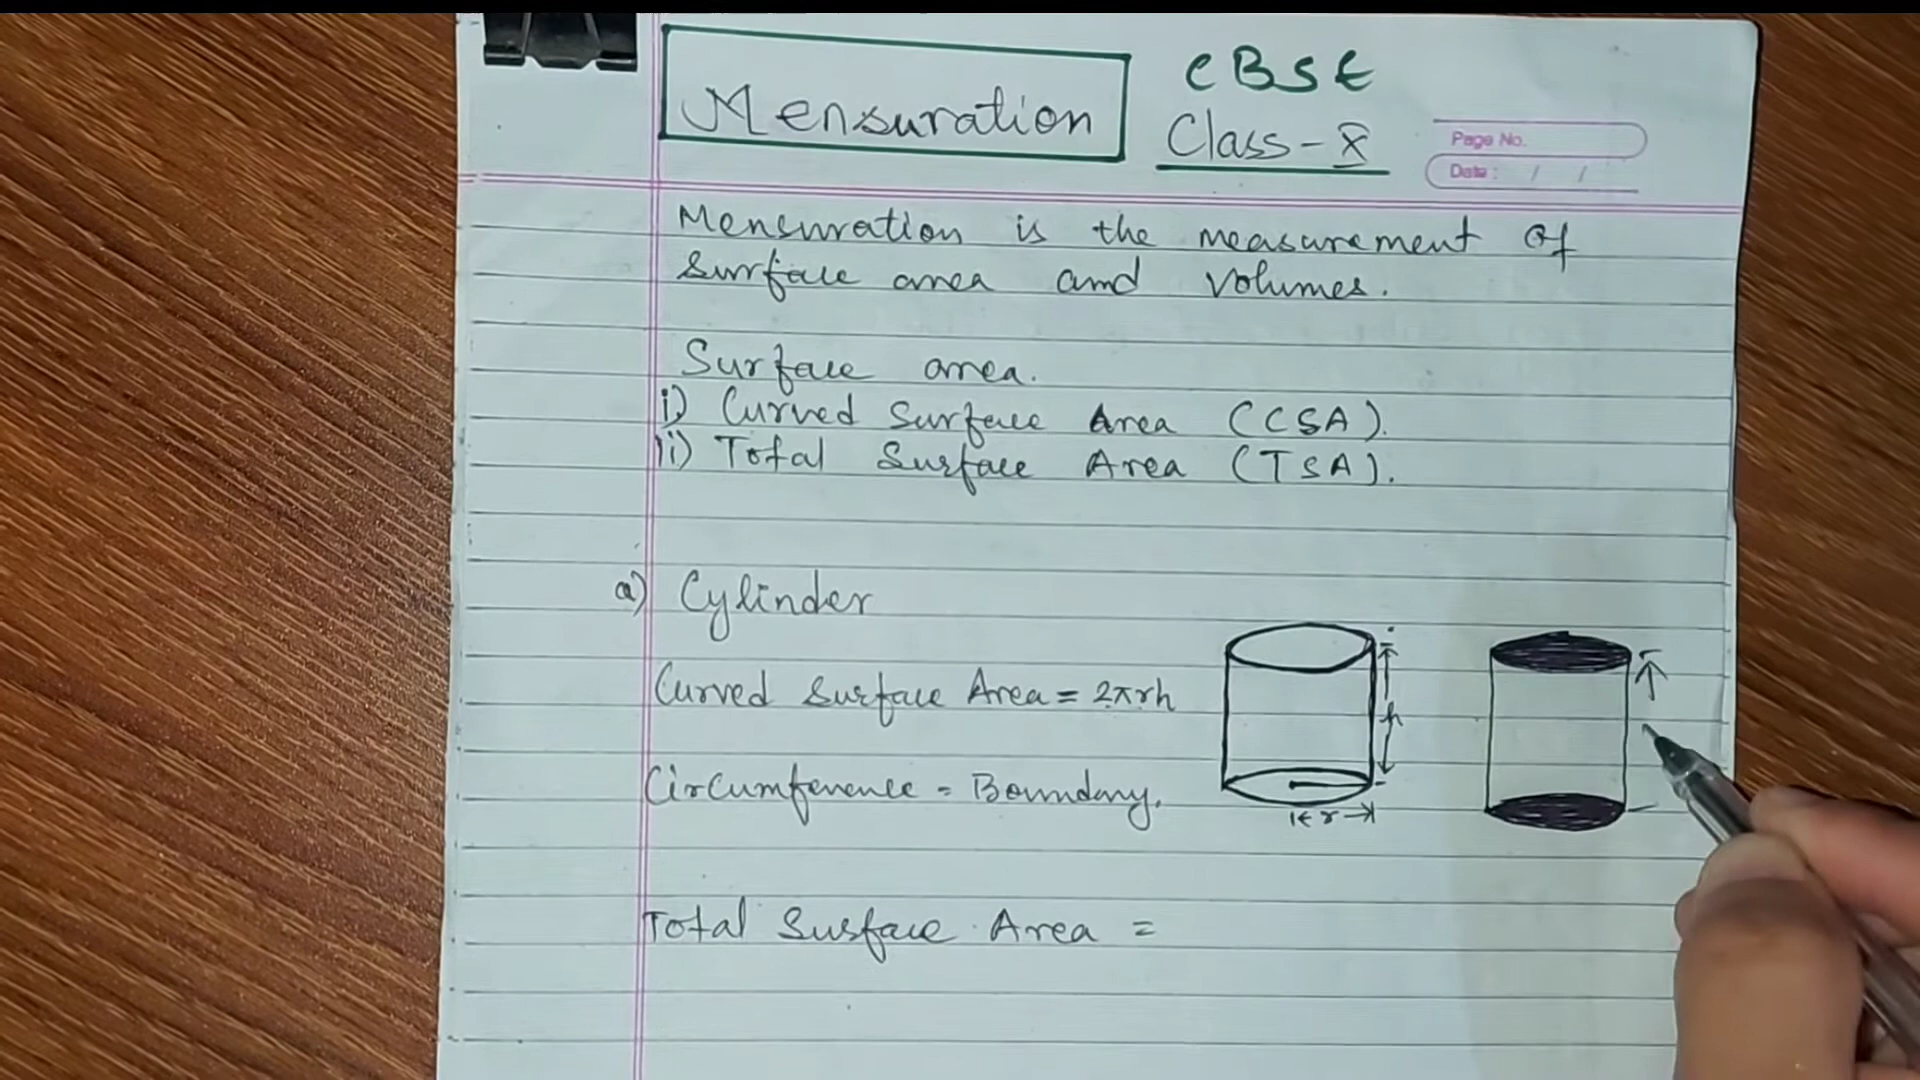 Mensuration
CBSE
Class-X
Page No.
Date: / /
Mensuration is the measurement of
surface area and volumes.
Surface area.
i) Curved Surface Area (CSA).
ii) Total Surface Area (TSA).
a) Cylinder
Curved Surface Area = 2πrh
h
Circumference = Boundary.
r
Total Surface Area =